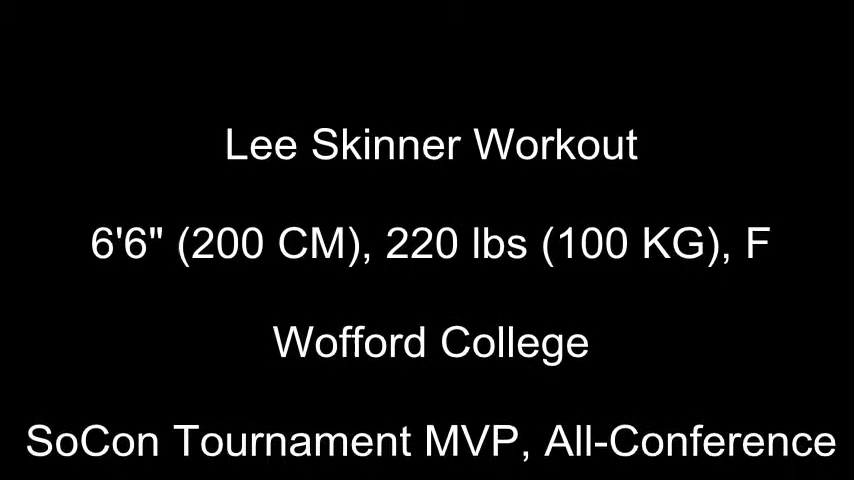 Lee Skinner Workout
6'6" (200 CM), 220 lbs (100 KG), F
Wofford College
SoCon Tournament MVP, All-Conference